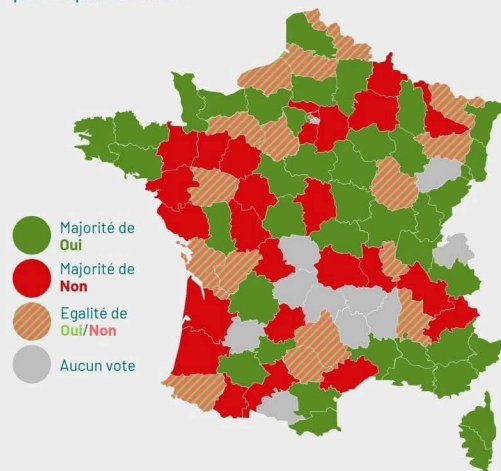 Majorité de
Oui
Majorité de
Non
Egalité de
Oui/Non
Aucun vote